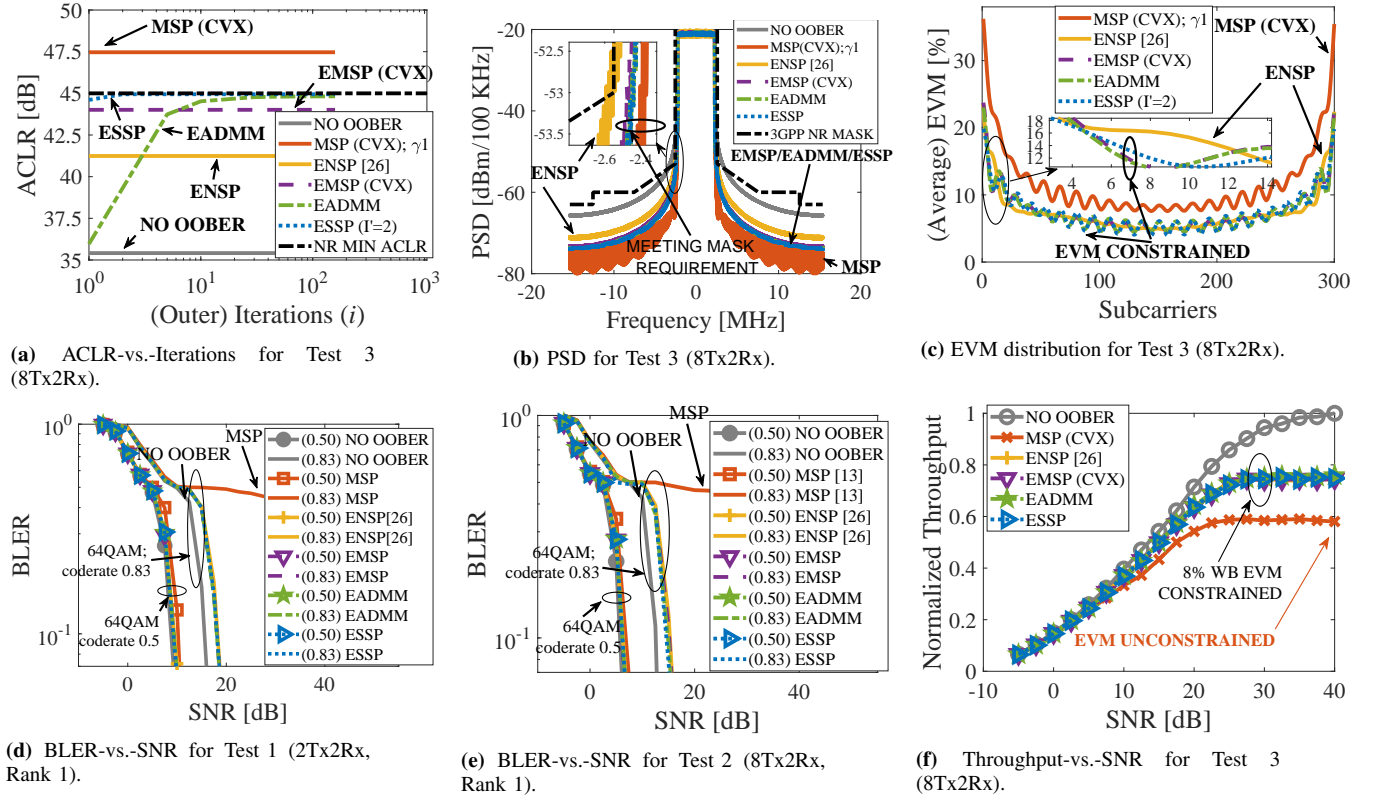 MSP (CVX)
EMSP (CVX)
ESSP
EADMM
ENSP
NO OOBER
NO OOBER
MSP (CVX); γ1
ENSP [26]
EMSP (CVX)
EADMM
ESSP (Γ=2)
NR MIN ACLR
ACLR [dB]
50
47.5
45
42.5
40
37.5
35
10⁰
10¹
10²
10³
(Outer) Iterations (i)
(a) ACLR-vs.-Iterations for Test 3
(8Tx2Rx).
NO OOBER
MSP(CVX);γ1
ENSP [26]
EMSP (CVX)
EADMM
ESSP
3GPP NR MASK
-52.5
-53
-53.5
-2.6
-2.4
ENSP
EMSP/EADMM/ESSP
MEETING MASK
REQUIREMENT
MSP
PSD [dBm/100 KHz]
-20
-40
-60
-80
-20
-10
0
10
20
Frequency [MHz]
(b) PSD for Test 3 (8Tx2Rx).
MSP (CVX); γ1
ENSP [26]
EMSP (CVX)
EADMM
ESSP (Γ=2)
MSP (CVX)
ENSP
18
16
14
12
10
4
6
8
10
12
14
EVM CONSTRAINED
(Average) EVM [%]
30
20
10
0
0
100
200
300
Subcarriers
(c) EVM distribution for Test 3 (8Tx2Rx).
MSP
NO OOBER
64QAM;
coderate 0.83
64QAM
coderate 0.5
(0.50) NO OOBER
(0.83) NO OOBER
(0.50) MSP
(0.83) MSP
(0.50) ENSP[26]
(0.83) ENSP[26]
(0.50) EMSP
(0.83) EMSP
(0.50) EADMM
(0.83) EADMM
(0.50) ESSP
(0.83) ESSP
BLER
10⁰
10⁻¹
0
20
40
SNR [dB]
(d) BLER-vs.-SNR for Test 1 (2Tx2Rx,
Rank 1).
MSP
NO OOBER
64QAM;
coderate 0.83
64QAM
coderate 0.5
(0.50) NO OOBER
(0.83) NO OOBER
(0.50) MSP [13]
(0.83) MSP [13]
(0.50) ENSP [26]
(0.83) ENSP [26]
(0.50) EMSP
(0.83) EMSP
(0.50) EADMM
(0.83) EADMM
(0.50) ESSP
(0.83) ESSP
BLER
10⁰
10⁻¹
0
20
40
SNR [dB]
(e) BLER-vs.-SNR for Test 2 (8Tx2Rx,
Rank 1).
NO OOBER
MSP (CVX)
ENSP [26]
EMSP (CVX)
EADMM
ESSP
8% WB EVM
CONSTRAINED
EVM UNCONSTRAINED
Normalized Throughput
1
0.8
0.6
0.4
0.2
0
-10
0
10
20
30
40
SNR [dB]
(f) Throughput-vs.-SNR for Test 3
(8Tx2Rx).